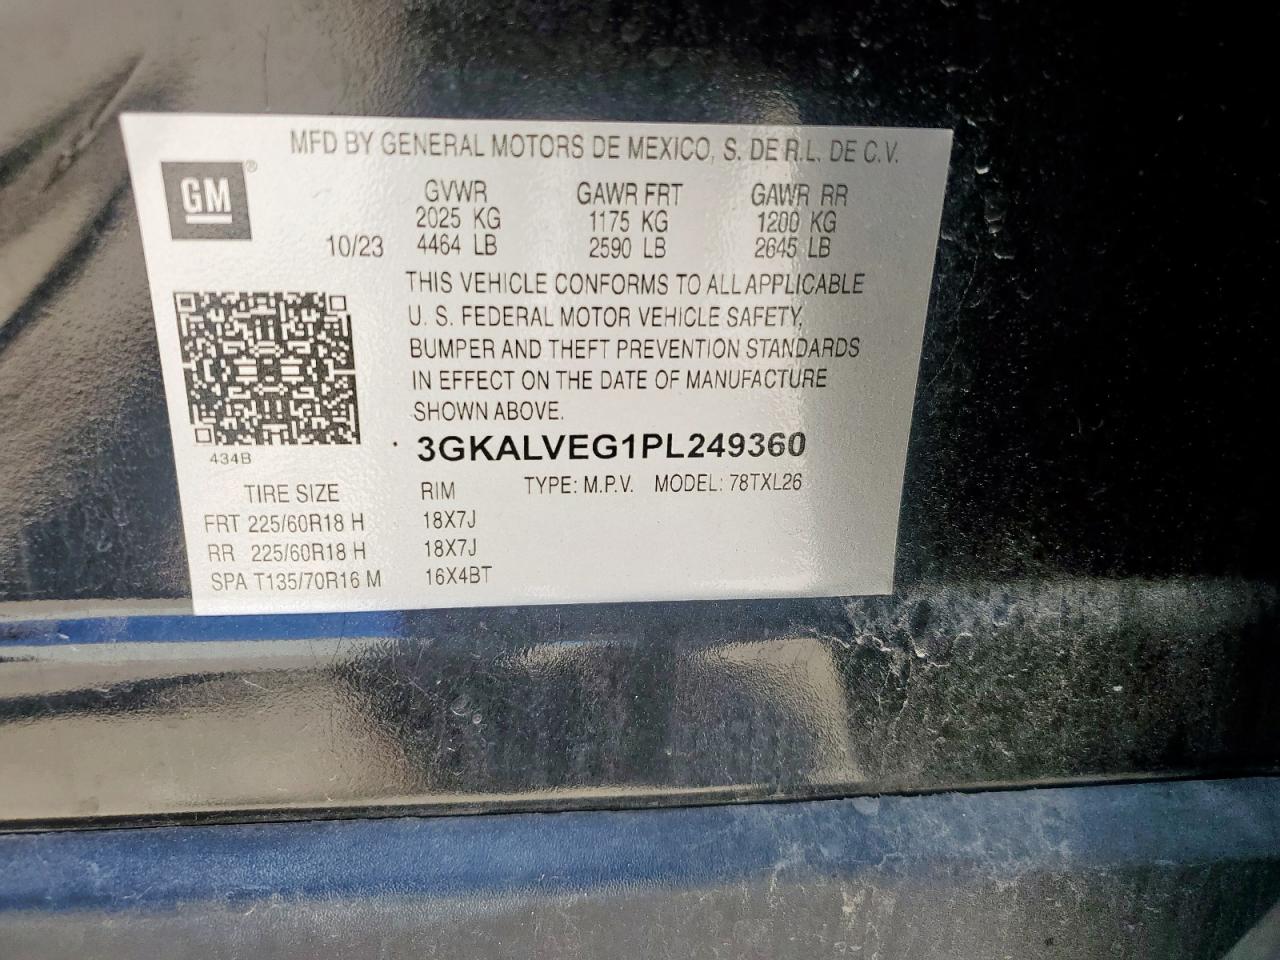 MFD BY GENERAL MOTORS DE MEXICO, S. DE R.L. DE C.V.
GM®
GVWR GAWR FRT GAWR RR
2025 KG 1175 KG 1200 KG
10/23 4464 LB 2590 LB 2645 LB
THIS VEHICLE CONFORMS TO ALL APPLICABLE
U. S. FEDERAL MOTOR VEHICLE SAFETY,
BUMPER AND THEFT PREVENTION STANDARDS
IN EFFECT ON THE DATE OF MANUFACTURE
SHOWN ABOVE.
3GKALVEG1PL249360
434B
TYPE: M.P.V. MODEL: 78TXL26
TIRE SIZE RIM
FRT 225/60R18 H 18X7J
RR 225/60R18 H 18X7J
SPA T135/70R16 M 16X4BT